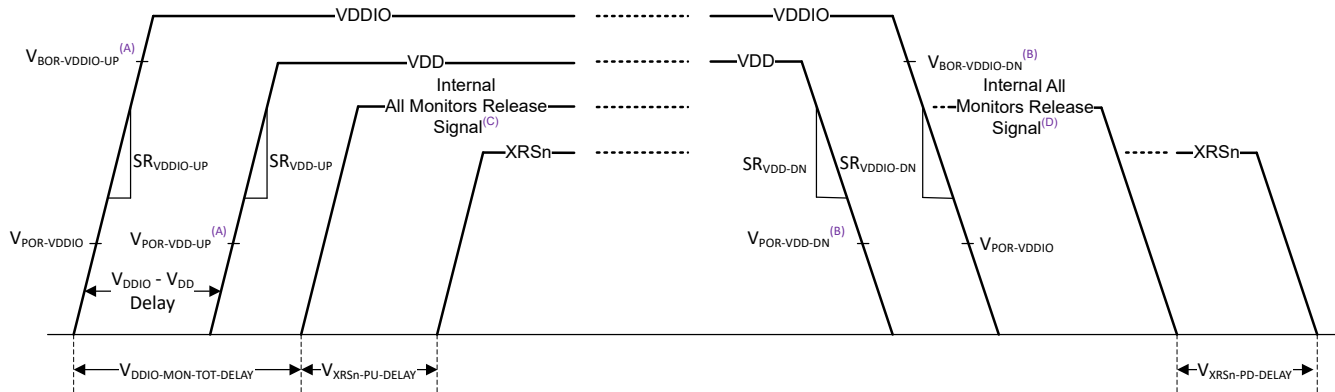 VDDIO
VDDIO
VBOR-VDDIO-UP(A)
VDD
VDD
VBOR-VDDIO-DN(B)
Internal
All Monitors Release
Signal(C)
Internal All
Monitors Release
Signal(D)
SRVDDIO-UP
SRVDD-UP
XRSn
SRVDD-DN
SRVDDIO-DN
XRSn
VPOR-VDDIO
VPOR-VDD-UP(A)
VPOR-VDD-DN(B)
VPOR-VDDIO
VDDIO - VDD
Delay
VDDIO-MON-TOT-DELAY
VXRSn-PU-DELAY
VXRSn-PD-DELAY